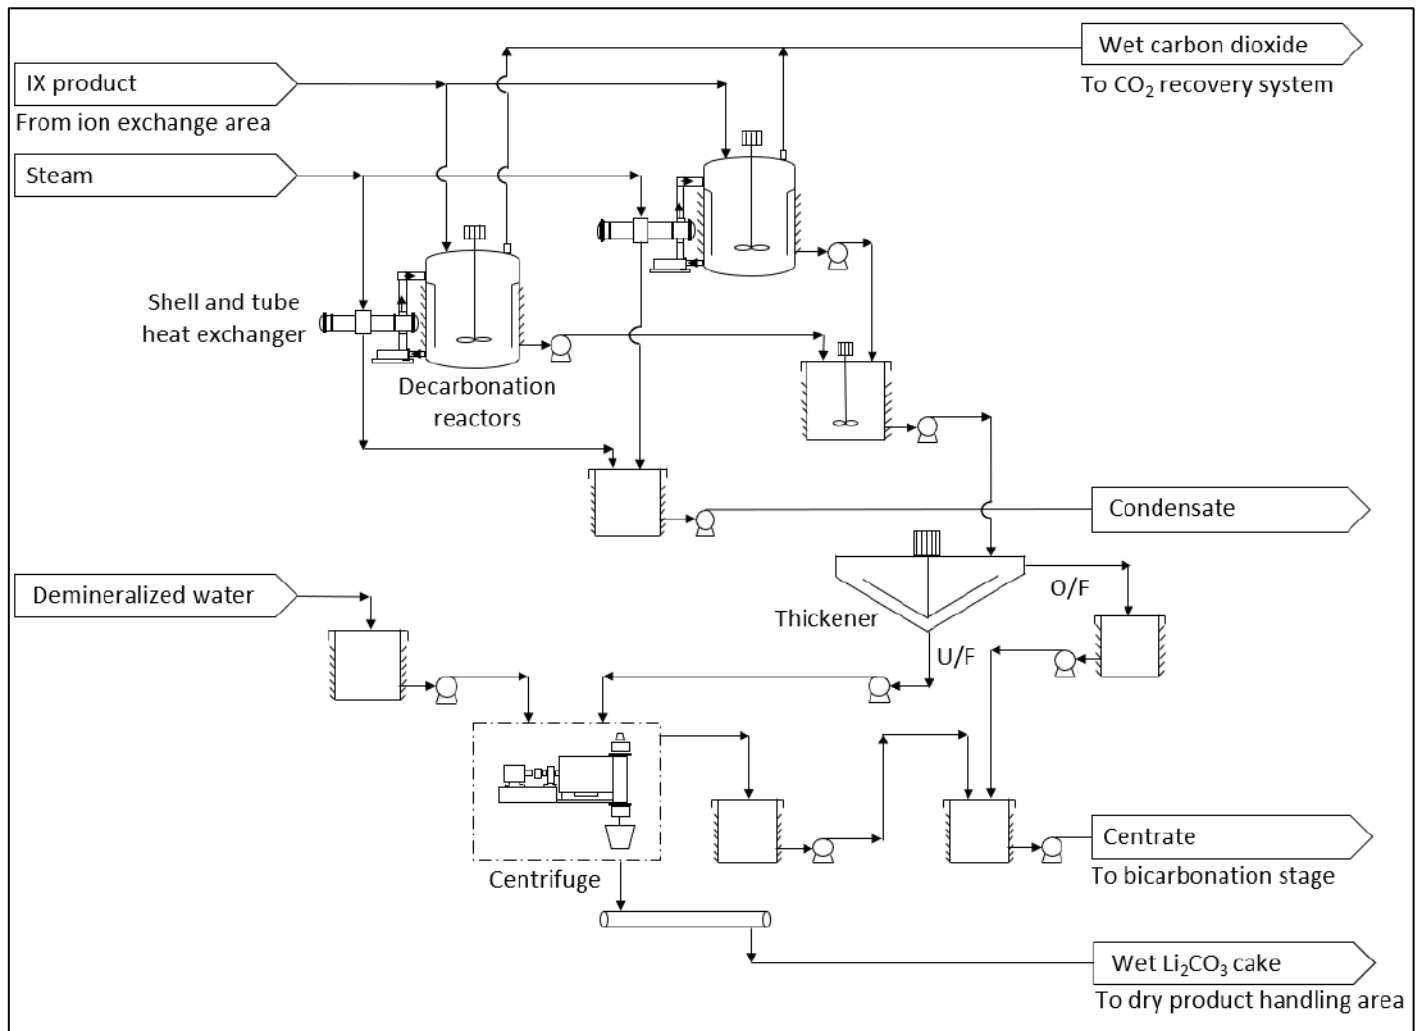 Wet carbon dioxide
To CO₂ recovery system
IX product
From ion exchange area
Steam
Shell and tube
heat exchanger
Decarbonation
reactors
Condensate
Demineralized water
O/F
Thickener
U/F
Centrate
To bicarbonation stage
Centrifuge
Wet Li₂CO₃ cake
To dry product handling area